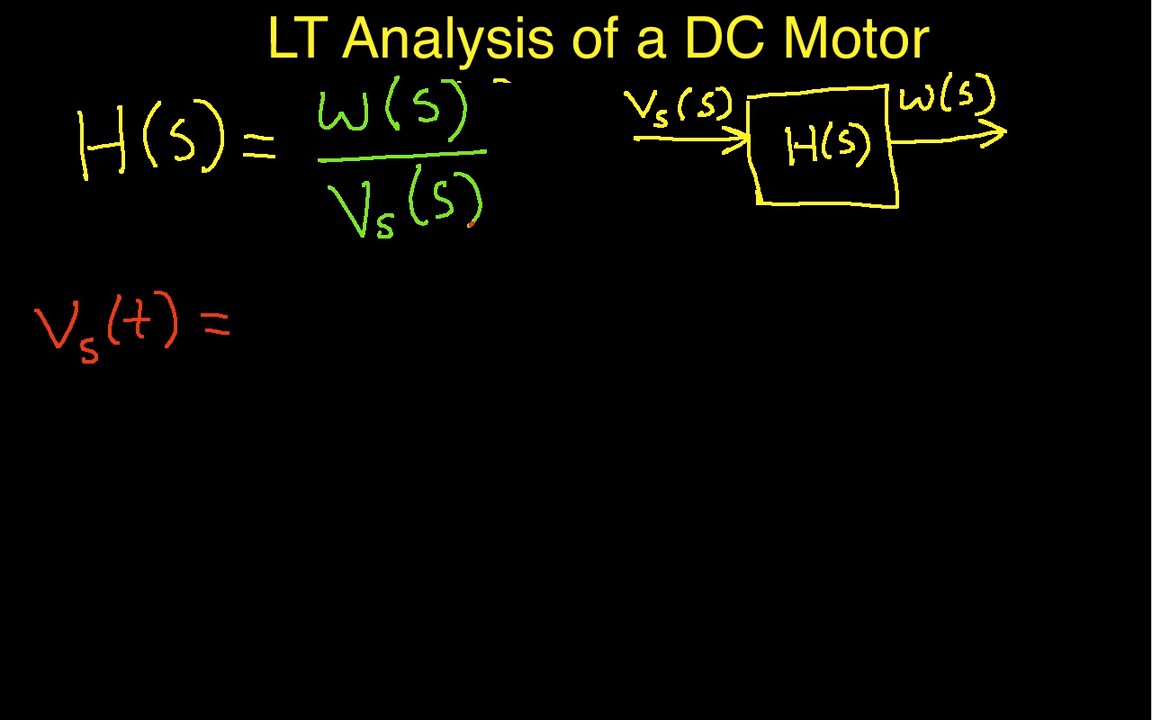 LT Analysis of a DC Motor
H(s) = ω(s) / Vs(s)
Vs(s) H(s) ω(s)
Vs(t) =